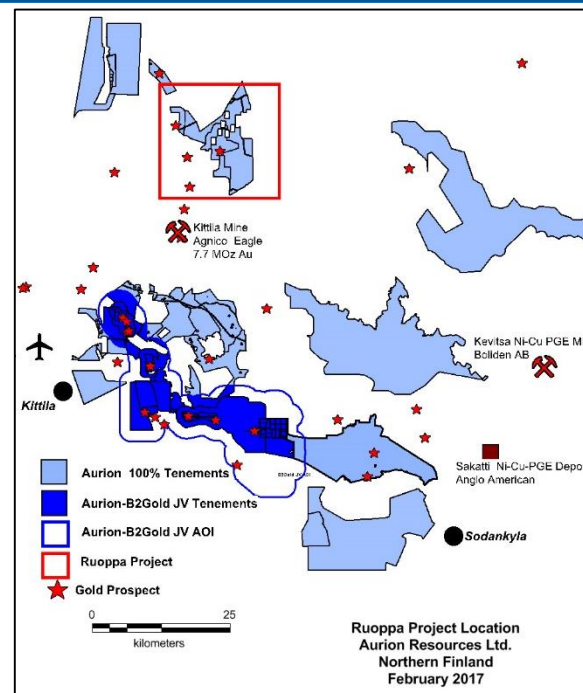 Kittila Mine
Agnico Eagle
7.7 MOz Au
Kevitsa Ni-Cu PGE M
Boliden AB
Kittila
Aurion 100% Tenements
Aurion-B2Gold JV Tenements
Aurion-B2Gold JV AOI
Ruoppa Project
Gold Prospect
Sakatti Ni-Cu-PGE Depo
Anglo American
Sodankyla
0 25
kilometers
Ruoppa Project Location
Aurion Resources Ltd.
Northern Finland
February 2017